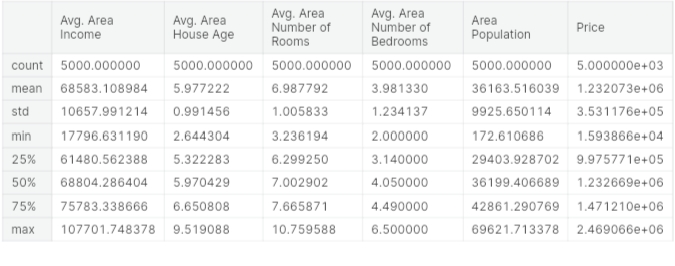 Avg. Area Income Avg. Area House Age Avg. Area Number of Rooms Avg. Area Number of Bedrooms Area Population Price
count 5000.000000 5000.000000 5000.000000 5000.000000 5000.000000 5.000000e+03
mean 68583.108984 5.977222 6.987792 3.981330 36163.516039 1.232073e+06
std 10657.991214 0.991456 1.005833 1.234137 9925.650114 3.531176e+05
min 17796.631190 2.644304 3.236194 2.000000 172.610686 1.593866e+04
25% 61480.562388 5.322283 6.299250 3.140000 29403.928702 9.975771e+05
50% 68804.286404 5.970429 7.002902 4.050000 36199.406689 1.232669e+06
75% 75783.338666 6.650808 7.665871 4.490000 42861.290769 1.471210e+06
max 107701.748378 9.519088 10.759588 6.500000 69621.713378 2.469066e+06